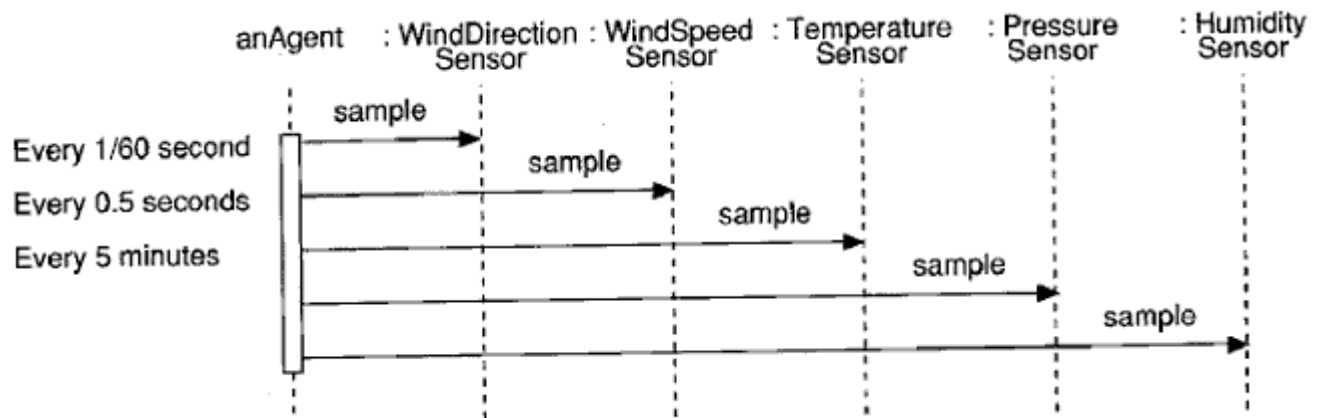 anAgent
: WindDirection
Sensor
: WindSpeed
Sensor
: Temperature
Sensor
: Pressure
Sensor
: Humidity
Sensor
sample
Every 1/60 second
sample
Every 0.5 seconds
sample
Every 5 minutes
sample
sample